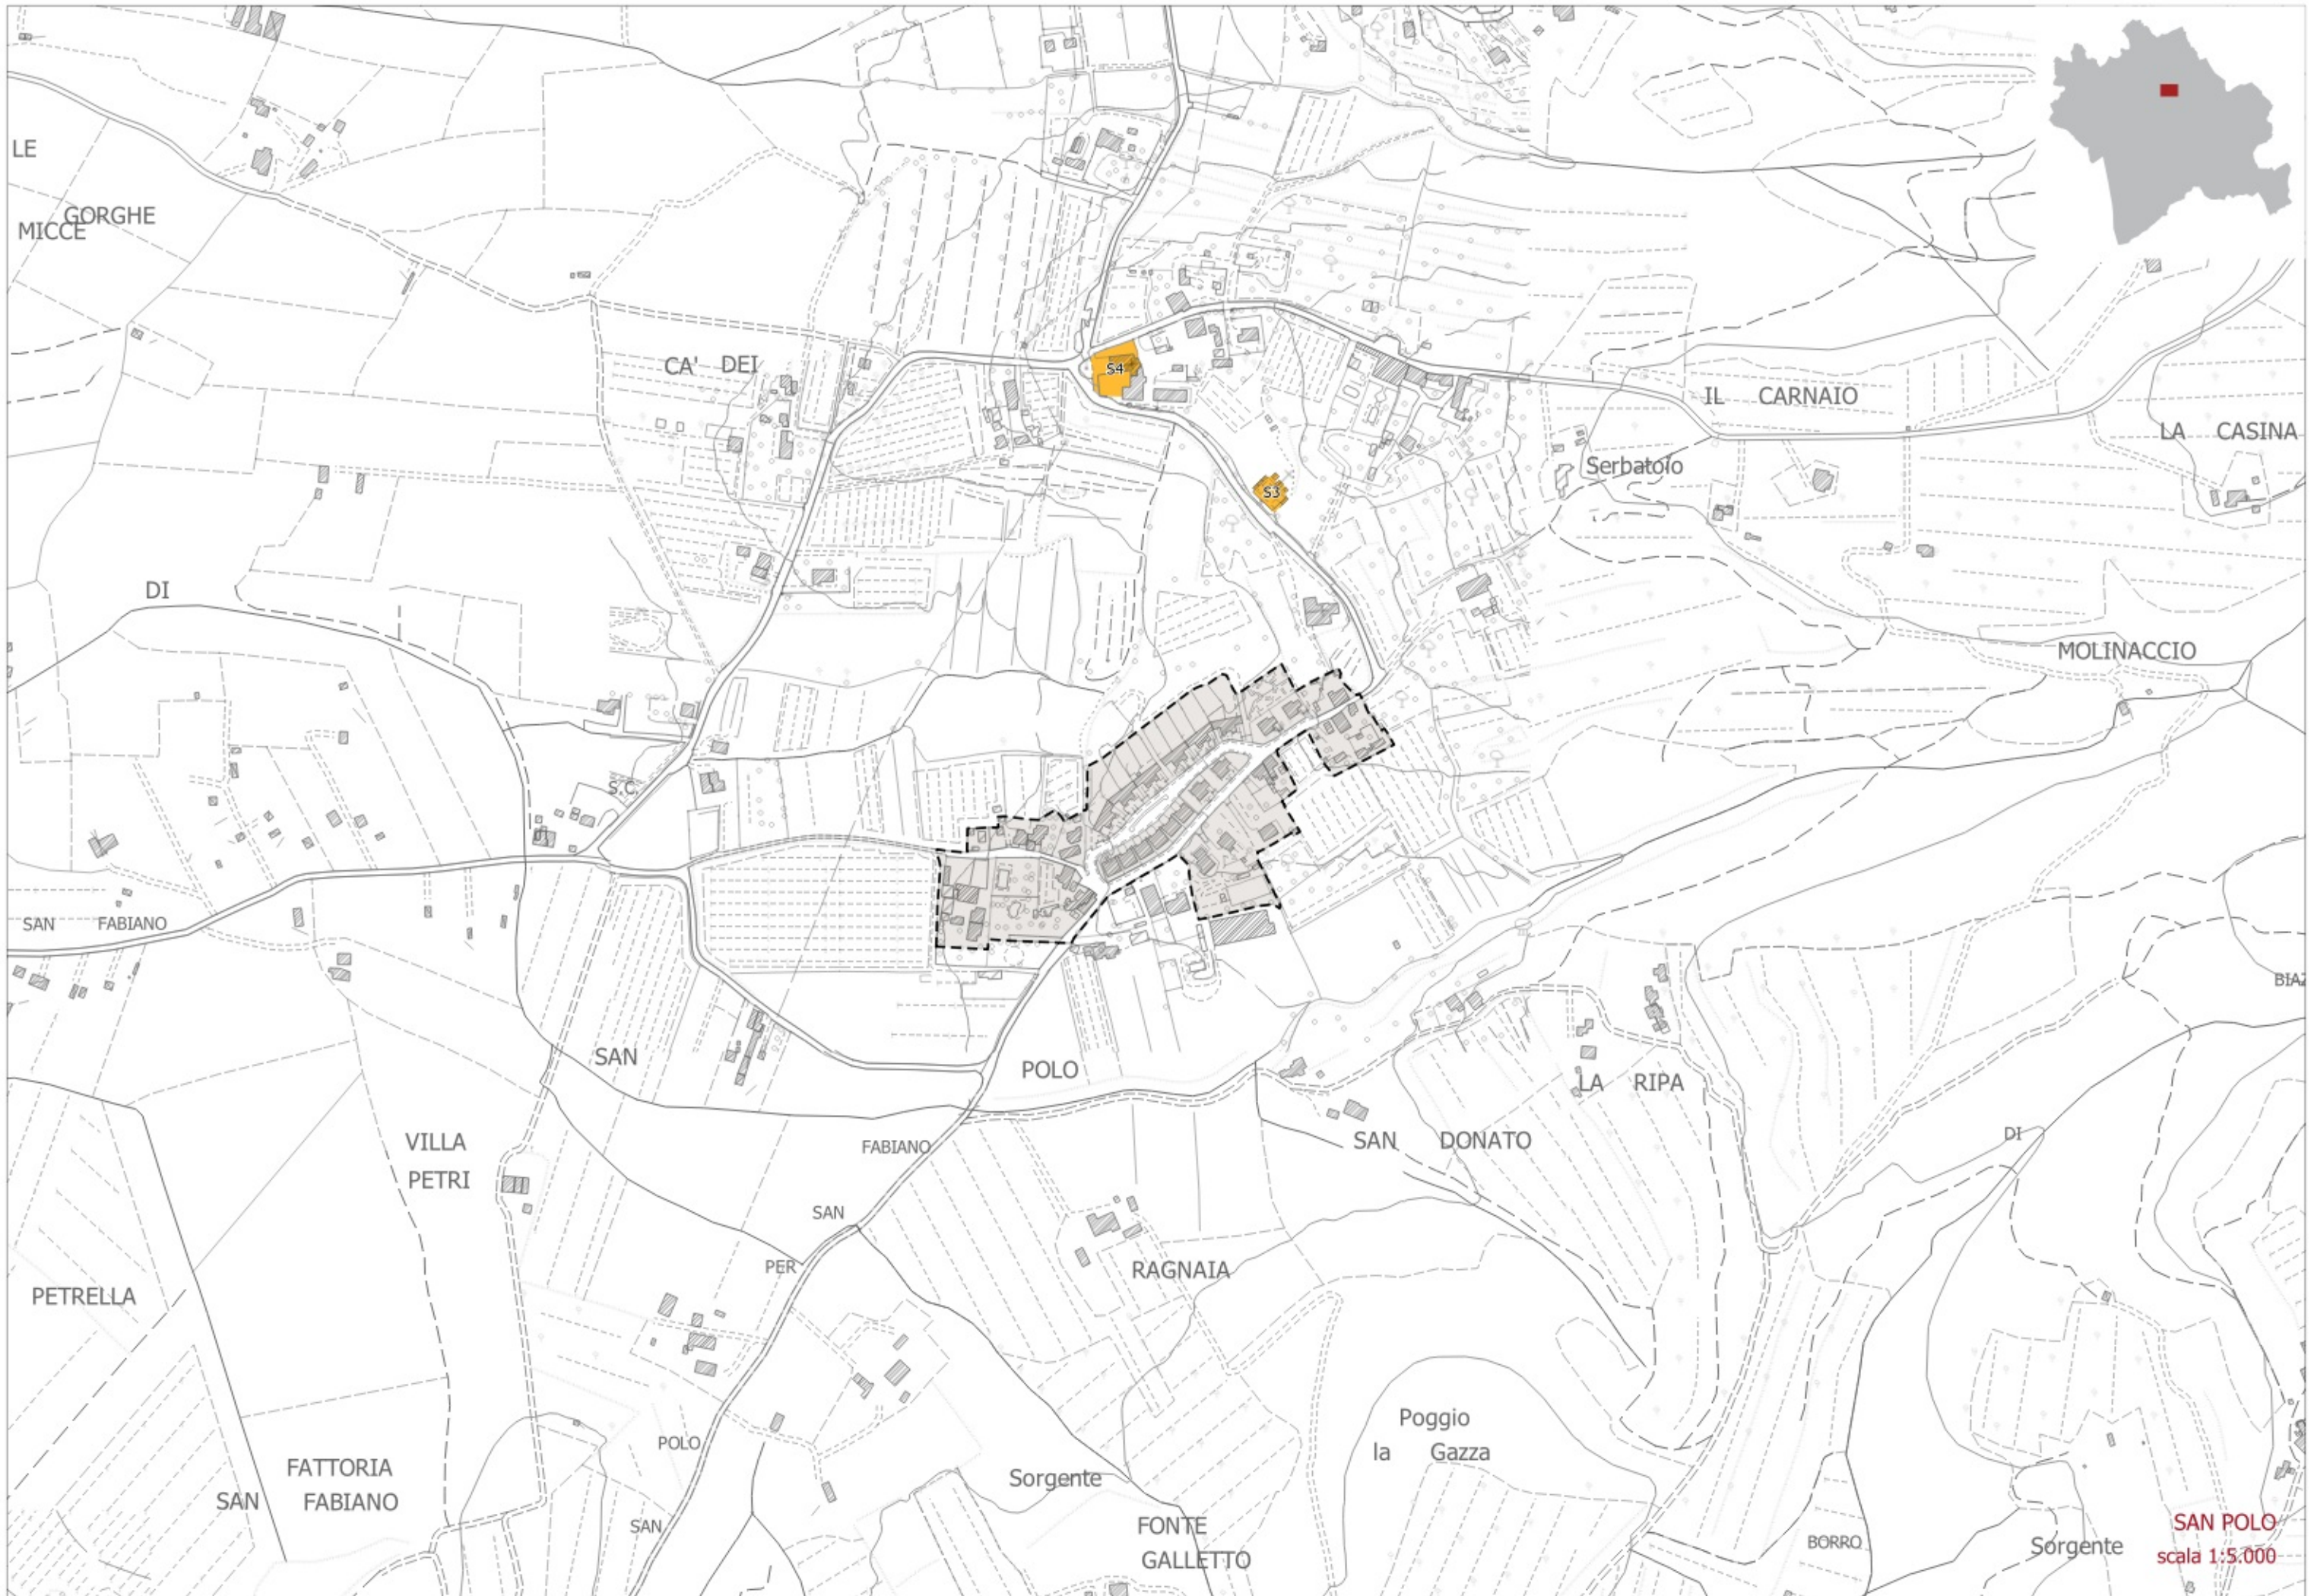 LE
GORGHE
MICCE
CA' DEI
S4
IL CARNAIO
LA CASINA
Serbatoio
S3
DI
MOLINACCIO
S.C.
SAN FABIANO
SAN POLO
LA RIPA
VILLA
PETRI
FABIANO
SAN DONATO
DI
SAN
PER
RAGNAIA
PETRELLA
Poggio
la Gazza
POLO
FATTORIA
SAN FABIANO
Sorgente
SAN
FONTE
GALLETTO
BORRO
Sorgente
SAN POLO
scala 1:5.000